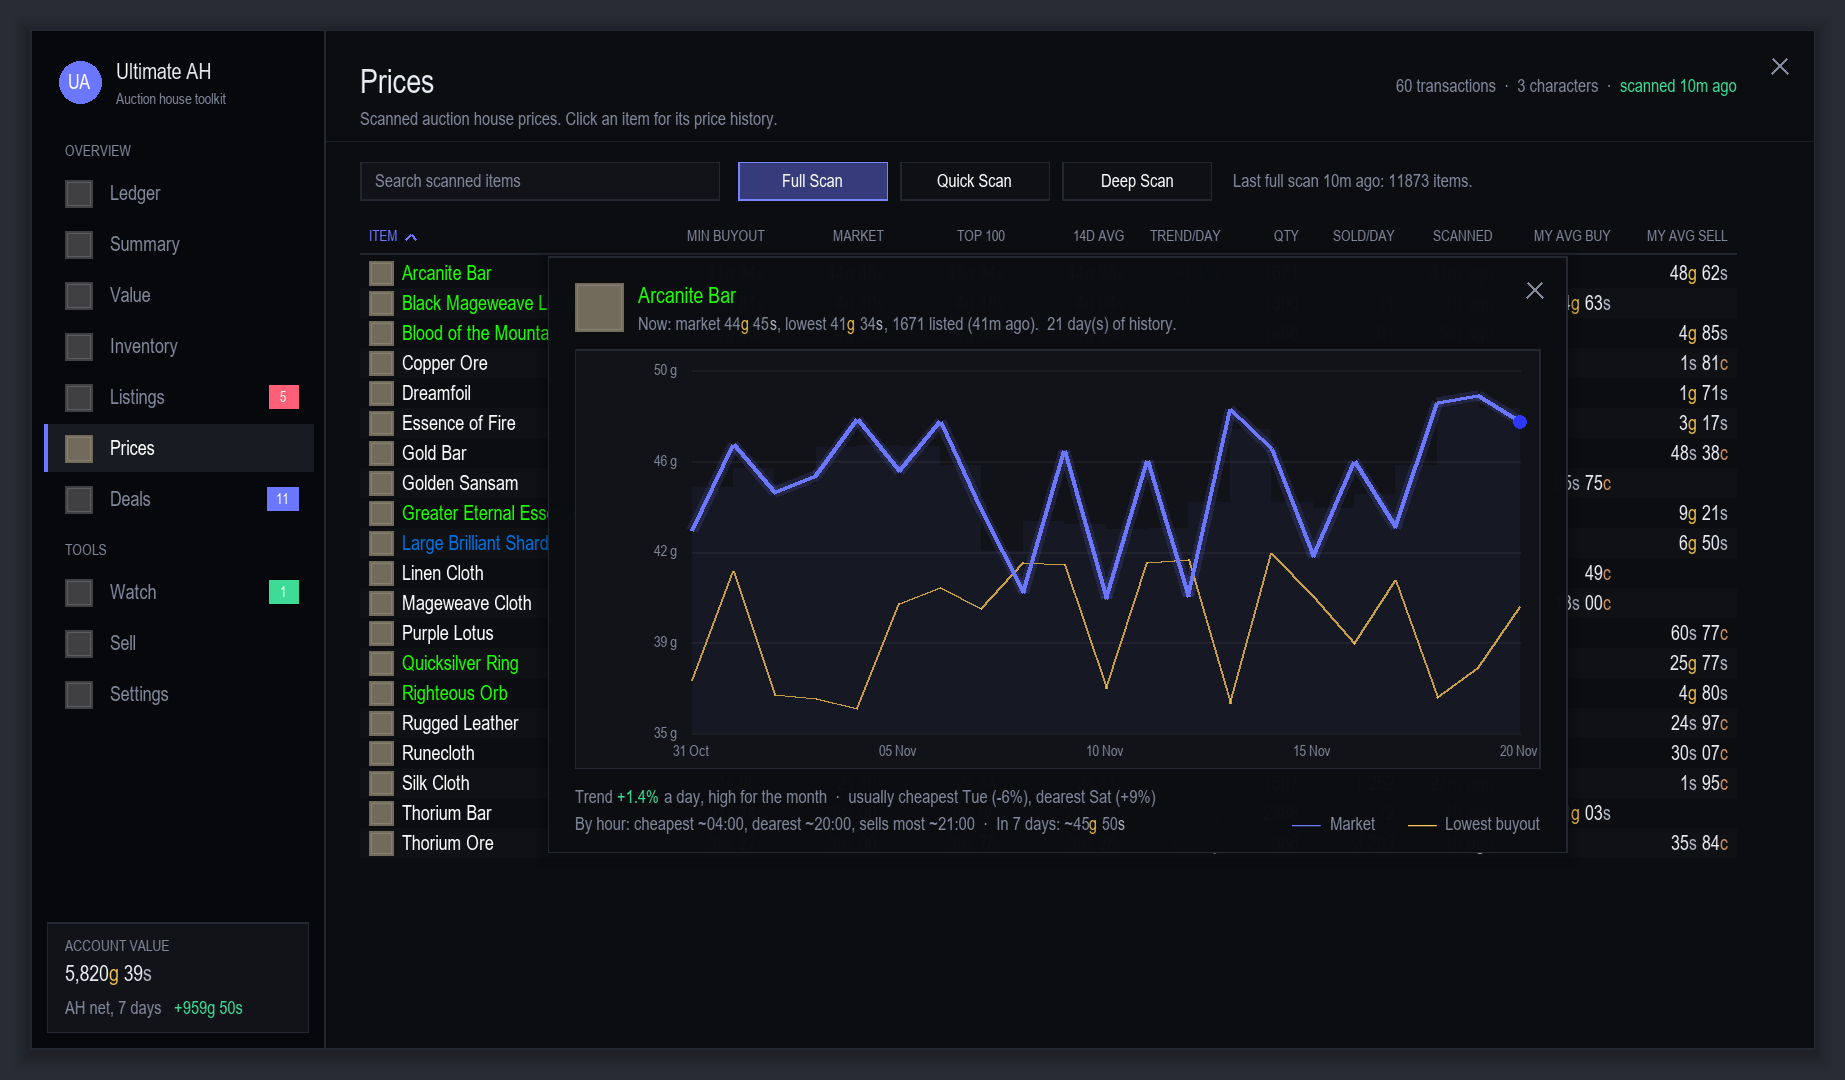 UA
Ultimate AH
Auction house toolkit
OVERVIEW
Ledger
Summary
Value
Inventory
Listings 5
Prices
Deals 11
TOOLS
Watch 1
Sell
Settings
ACCOUNT VALUE
5,820g 39s
AH net, 7 days +959g 50s
Prices
Scanned auction house prices. Click an item for its price history.
60 transactions · 3 characters · scanned 10m ago
Search scanned items
Full Scan
Quick Scan
Deep Scan
Last full scan 10m ago: 11873 items.
ITEM MIN BUYOUT MARKET TOP 100 14D AVG TREND/DAY QTY SOLD/DAY SCANNED MY AVG BUY MY AVG SELL
Arcanite Bar 48g 62s
Black Mageweave L 63s
Blood of the Mounta 4g 85s
Copper Ore 1s 81c
Dreamfoil 1g 71s
Essence of Fire 3g 17s
Gold Bar 48s 38c
Golden Sansam 75c
Greater Eternal Ess 9g 21s
Large Brilliant Shard 6g 50s
Linen Cloth 49c
Mageweave Cloth 00c
Purple Lotus 60s 77c
Quicksilver Ring 25g 77s
Righteous Orb 4g 80s
Rugged Leather 24s 97c
Runecloth 30s 07c
Silk Cloth 1s 95c
Thorium Bar g 03s
Thorium Ore 35s 84c
Arcanite Bar
Now: market 44g 45s, lowest 41g 34s, 1671 listed (41m ago). 21 day(s) of history.
50 g
46 g
42 g
39 g
35 g
31 Oct 05 Nov 10 Nov 15 Nov 20 Nov
Trend +1.4% a day, high for the month · usually cheapest Tue (-6%), dearest Sat (+9%)
By hour: cheapest ~04:00, dearest ~20:00, sells most ~21:00 · In 7 days: ~45g 50s
Market
Lowest buyout